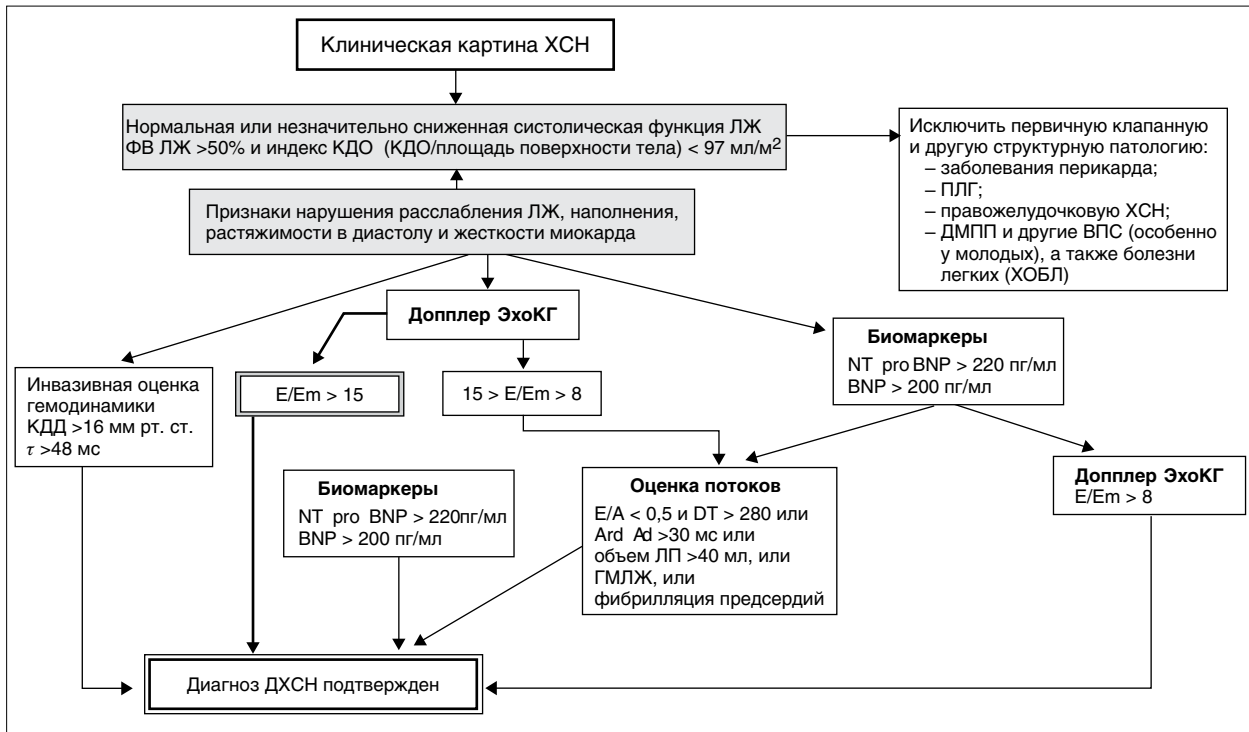 Клиническая картина ХСН
Нормальная или незначительно сниженная систолическая функция ЛЖ
ФВ ЛЖ >50% и индекс КДО (КДО/площадь поверхности тела) < 97 мл/м²
Исключить первичную клапанную
и другую структурную патологию:
– заболевания перикарда;
– ПЛГ;
– правожелудочковую ХСН;
– ДМПП и другие ВПС (особенно
у молодых), а также болезни
легких (ХОБЛ)
Признаки нарушения расслабления ЛЖ, наполнения,
растяжимости в диастолу и жесткости миокарда
Допплер ЭхоКГ
Биомаркеры
NT pro BNP > 220 пг/мл
BNP > 200 пг/мл
Инвазивная оценка
гемодинамики
КДД >16 мм рт. ст.
τ >48 мс
E/Em > 15
15 > E/Em > 8
Биомаркеры
NT pro BNP > 220пг/мл
BNP > 200 пг/мл
Оценка потоков
E/A < 0,5 и DT > 280 или
Ard Ad >30 мс или
объем ЛП >40 мл, или
ГМЛЖ, или
фибрилляция предсердий
Допплер ЭхоКГ
E/Em > 8
Диагноз ДХСН подтвержден